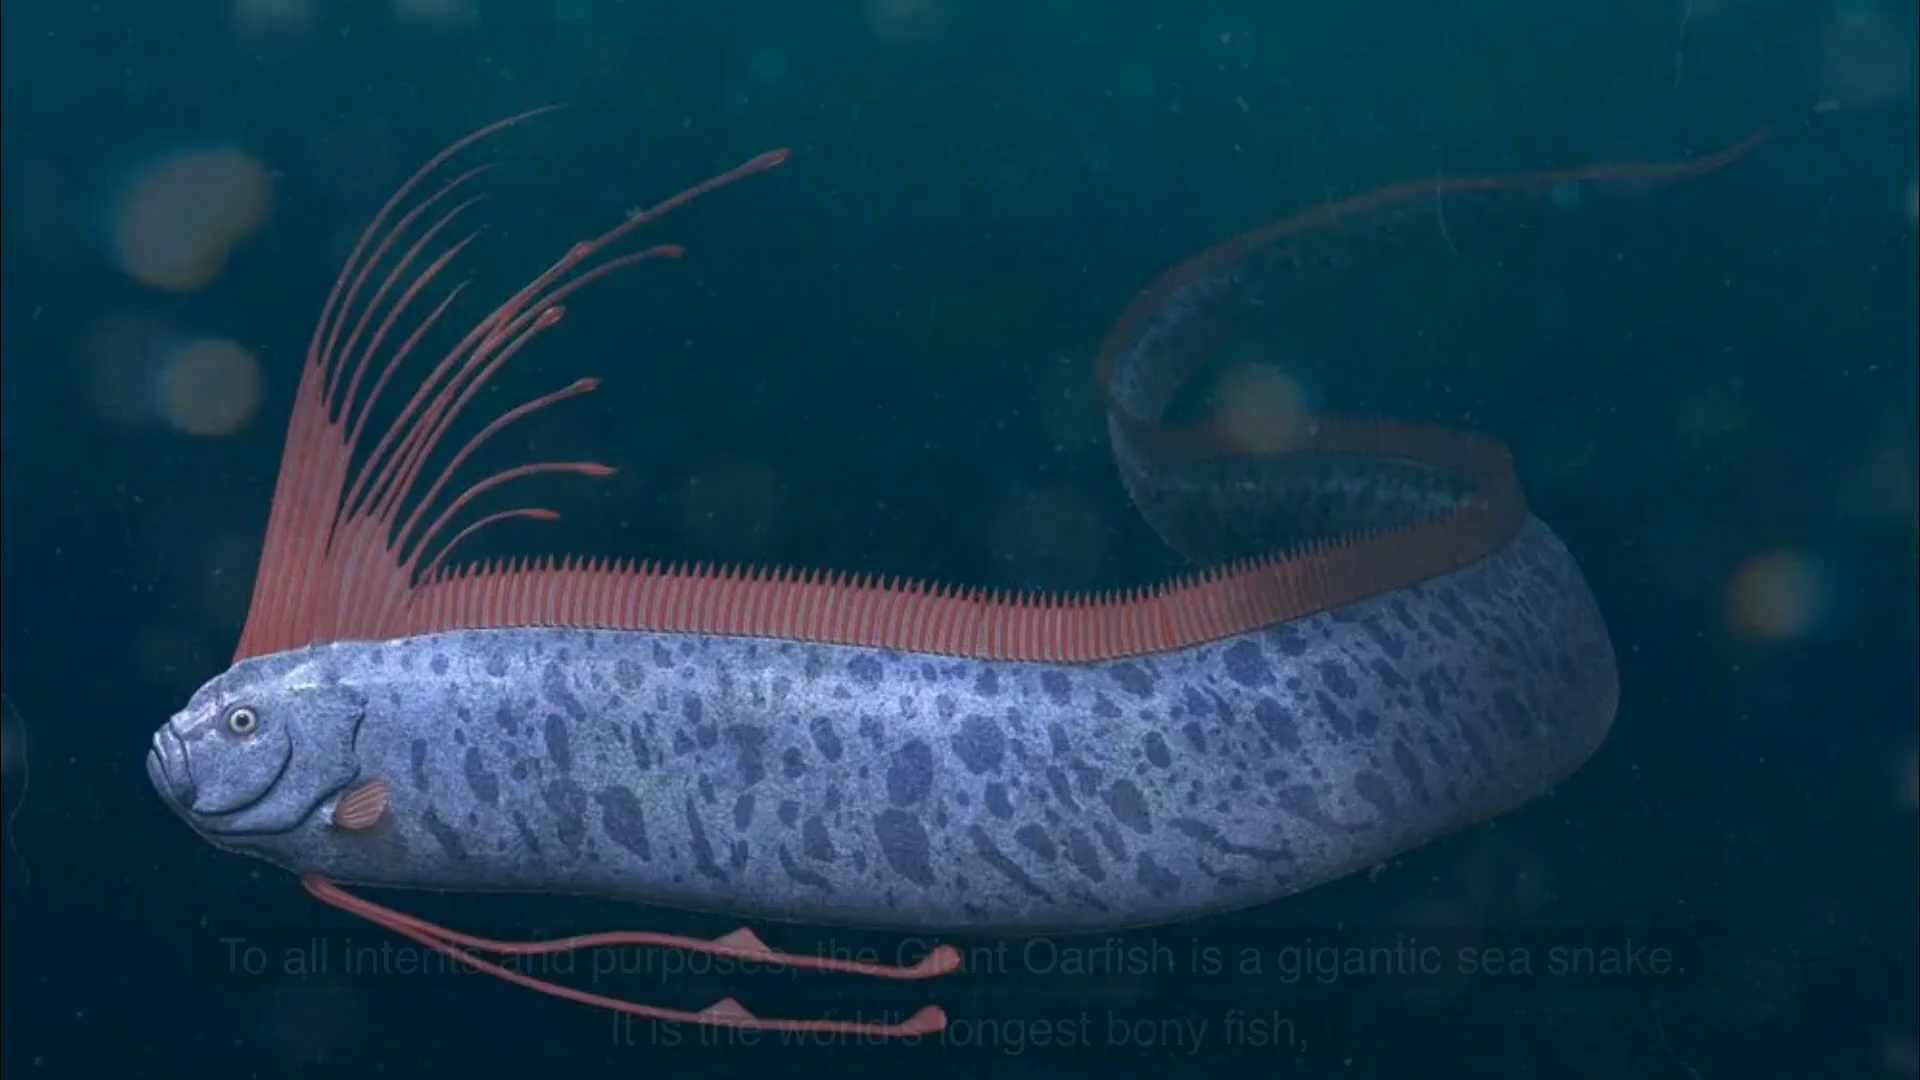 To all intents and purposes, the Giant Oarfish is a gigantic sea snake.
It is the world's longest bony fish,